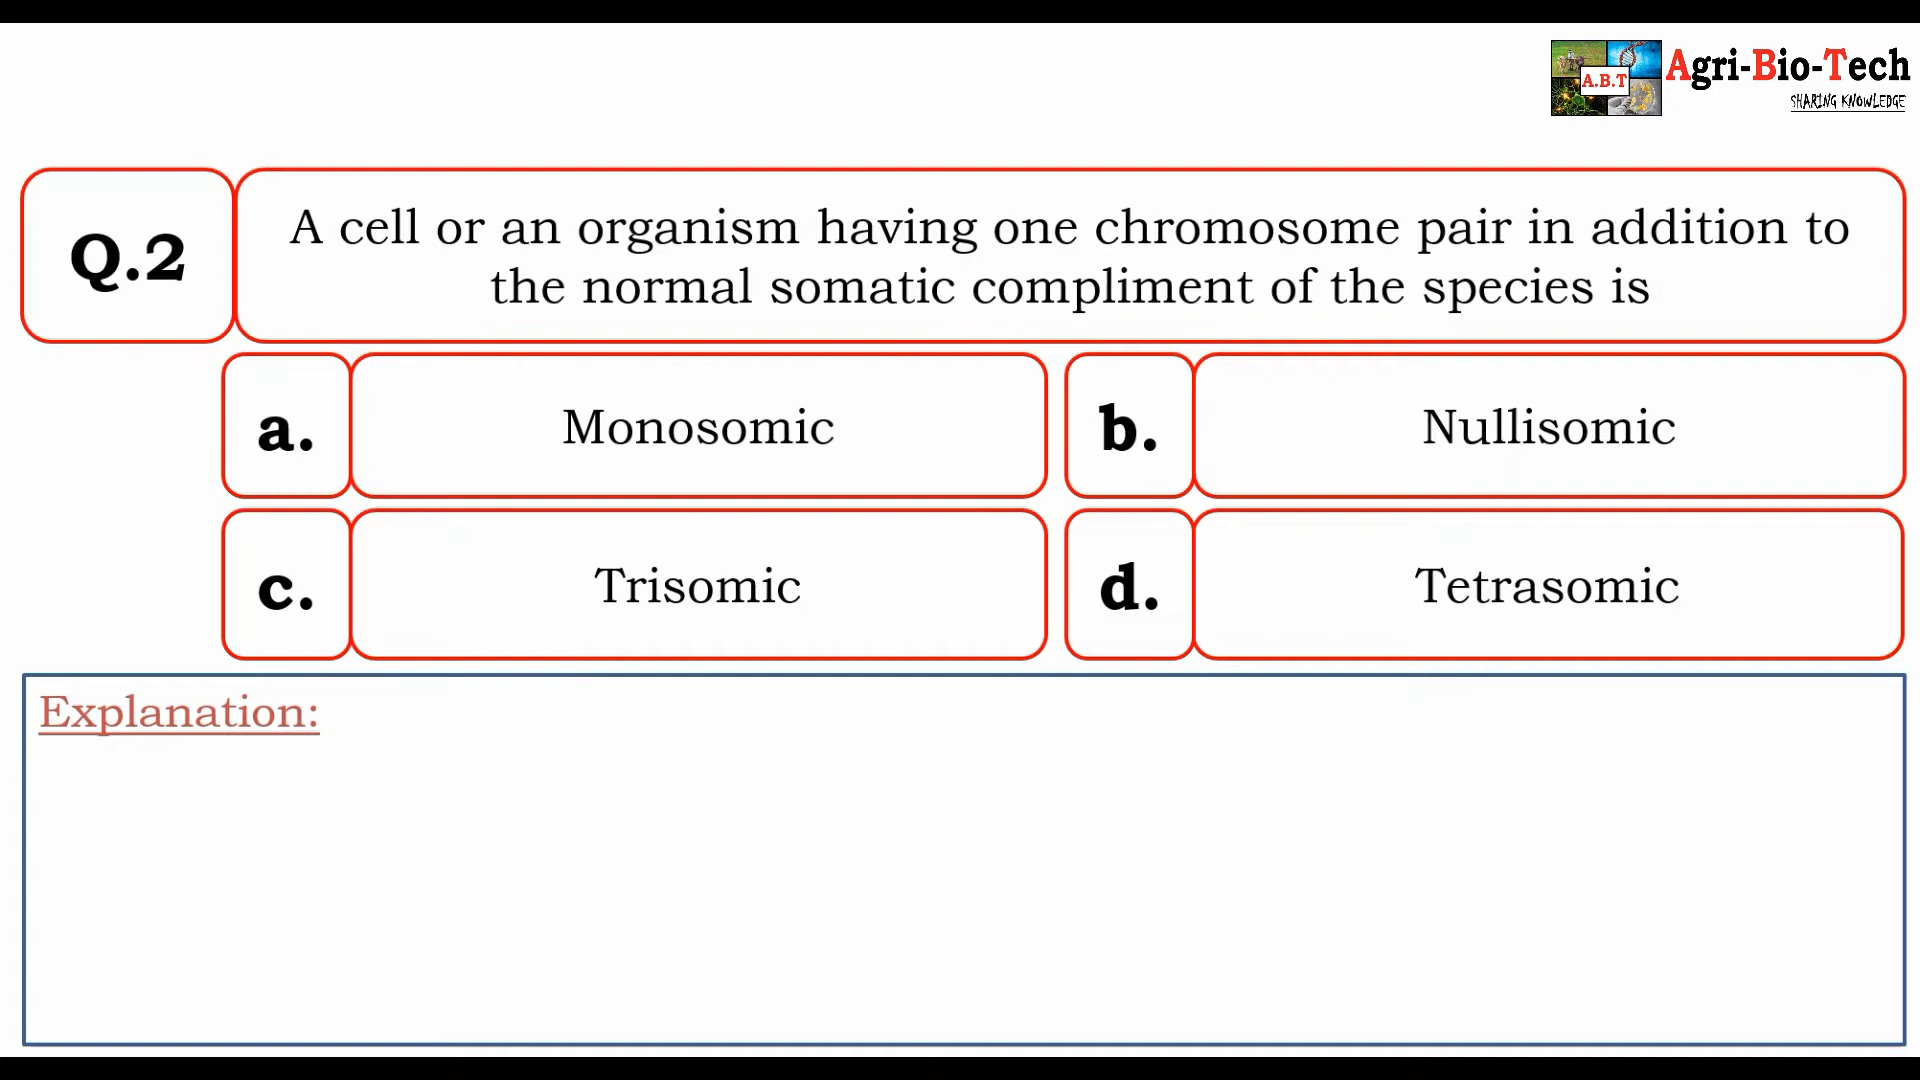 A.B.T
Agri-Bio-Tech
SHARING KNOWLEDGE
Q.2
A cell or an organism having one chromosome pair in addition to
the normal somatic compliment of the species is
a.
Monosomic
b.
Nullisomic
c.
Trisomic
d.
Tetrasomic
Explanation: